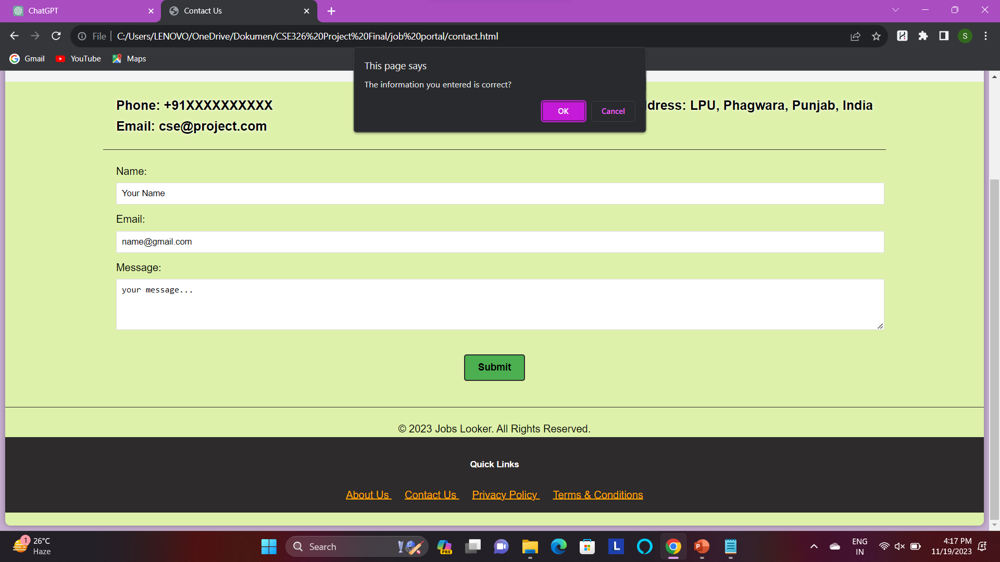 ChatGPT
Contact Us
File C:/Users/LENOVO/OneDrive/Dokumen/CSE326%20Project%20Final/job%20portal/contact.html
S
Gmail YouTube Maps
This page says
The information you entered is correct?
OK Cancel
Phone: +91XXXXXXXXXX
dress: LPU, Phagwara, Punjab, India
Email: cse@project.com
Name:
Your Name
Email:
name@gmail.com
Message:
your message...
Submit
© 2023 Jobs Looker. All Rights Reserved.
Quick Links
About Us Contact Us Privacy Policy Terms & Conditions
1
26°C
Haze
Search
PRE
L
P
ENG
IN
4:17 PM
11/19/2023